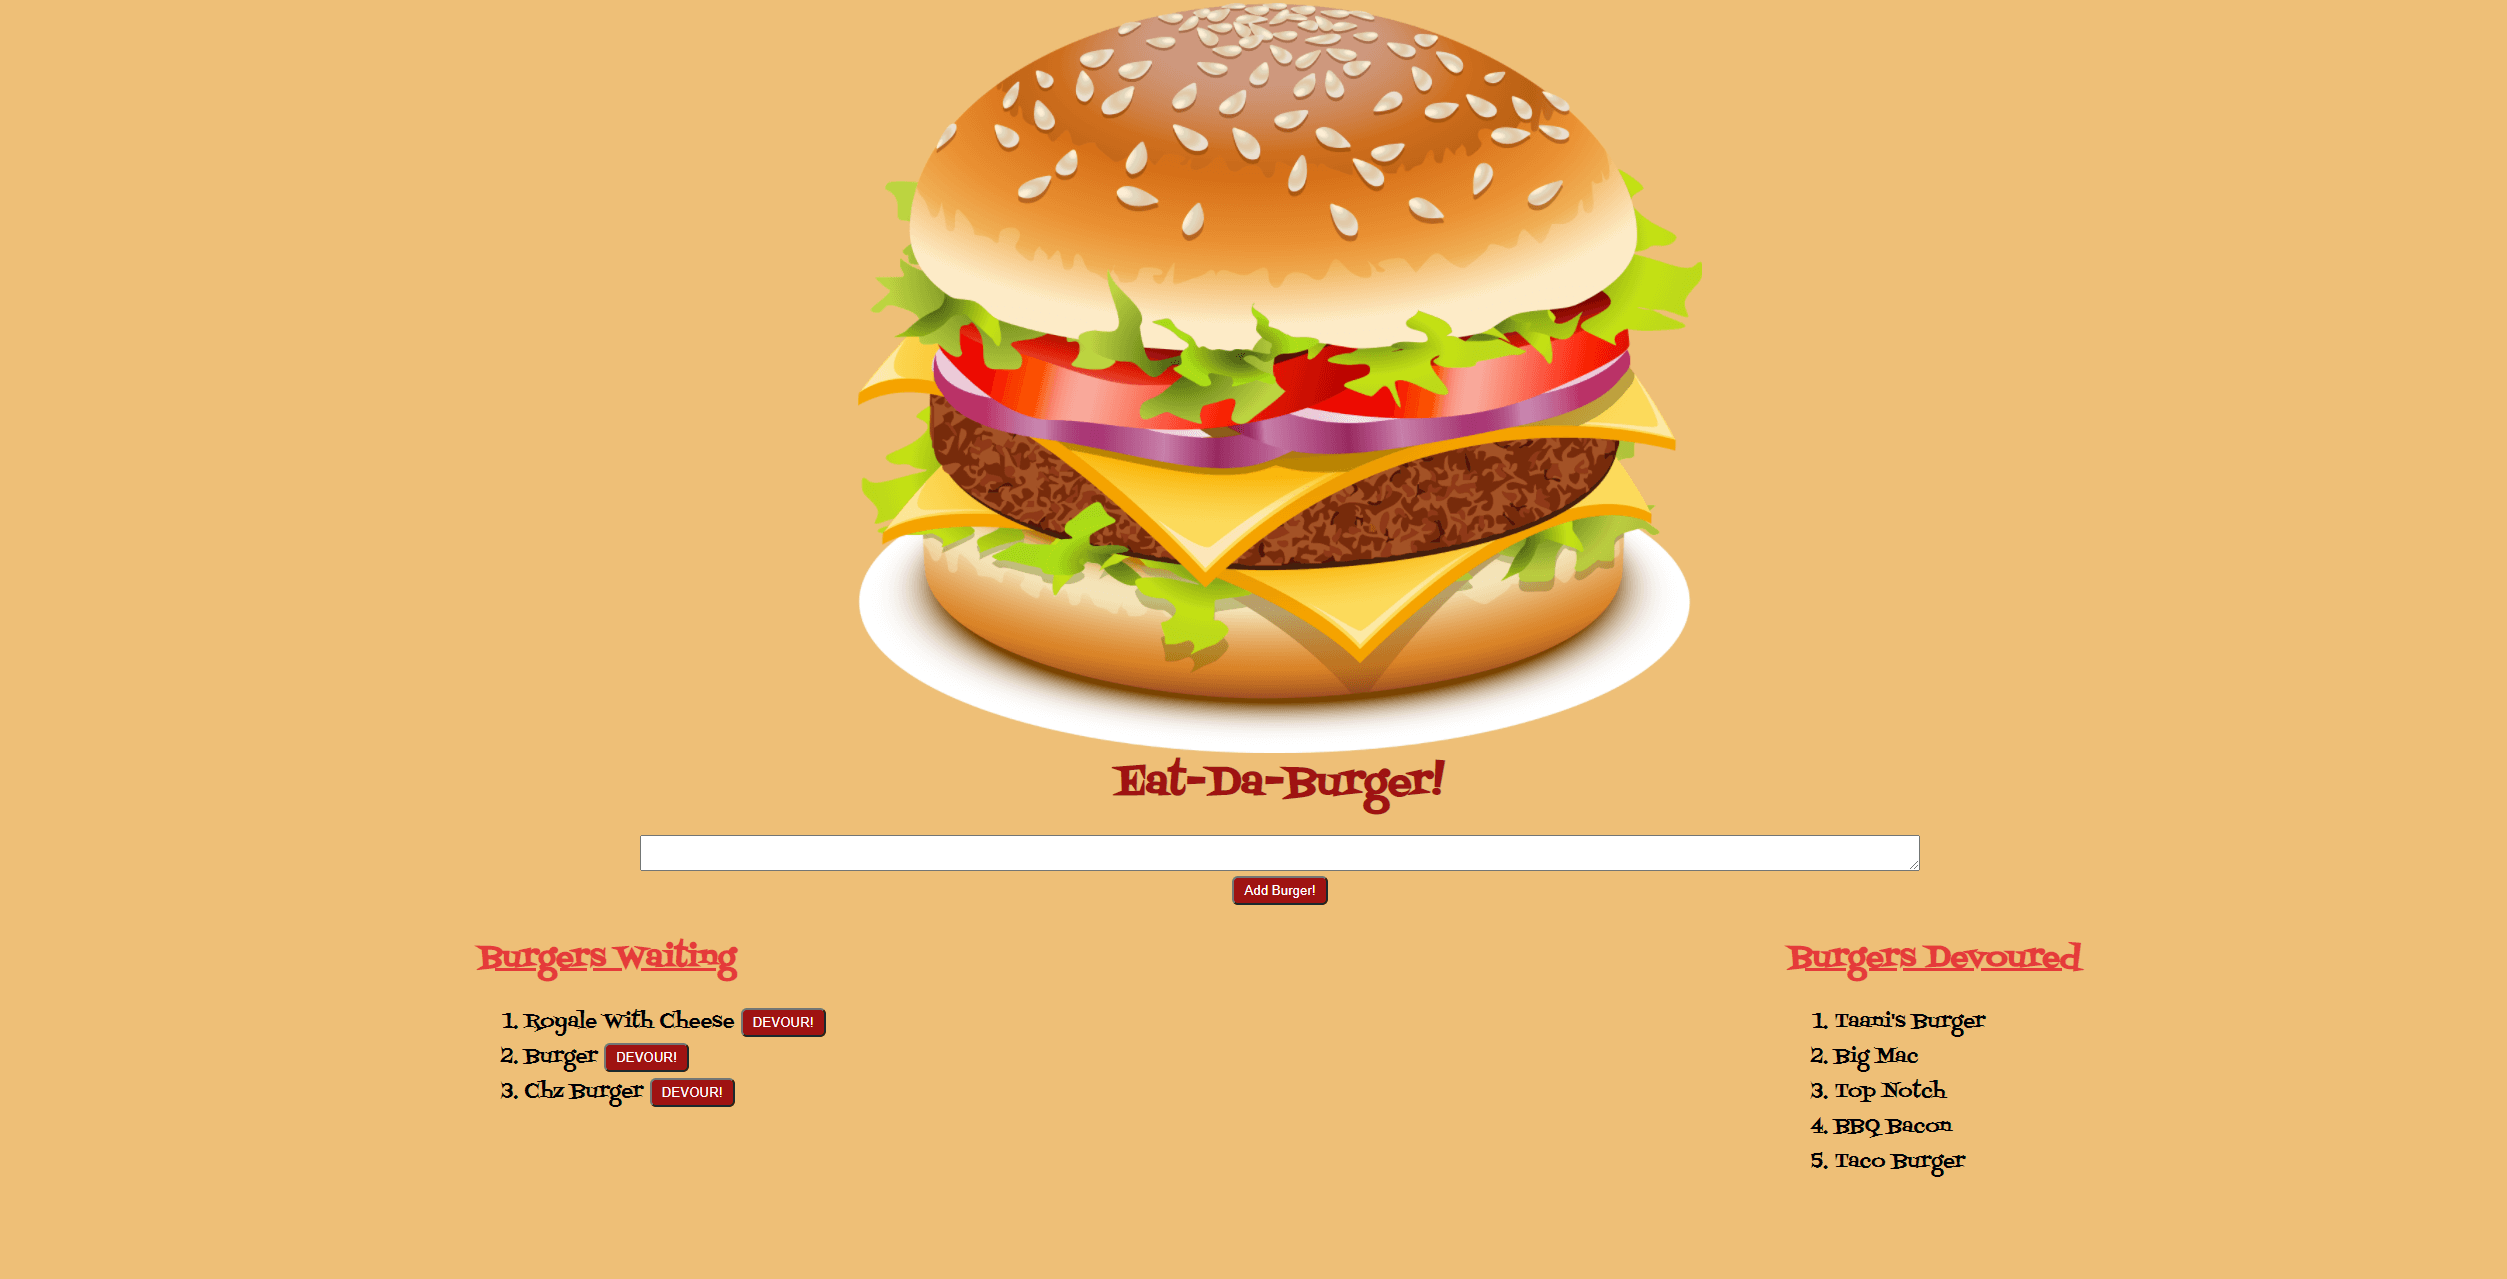 Eat-Da-Burger!
Add Burger!
Burgers Waiting
1. Royale With Cheese DEVOUR!
2. Burger DEVOUR!
3. Chz Burger DEVOUR!
Burgers Devoured
1. Taani's Burger
2. Big Mac
3. Top Notch
4. BBQ Bacon
5. Taco Burger